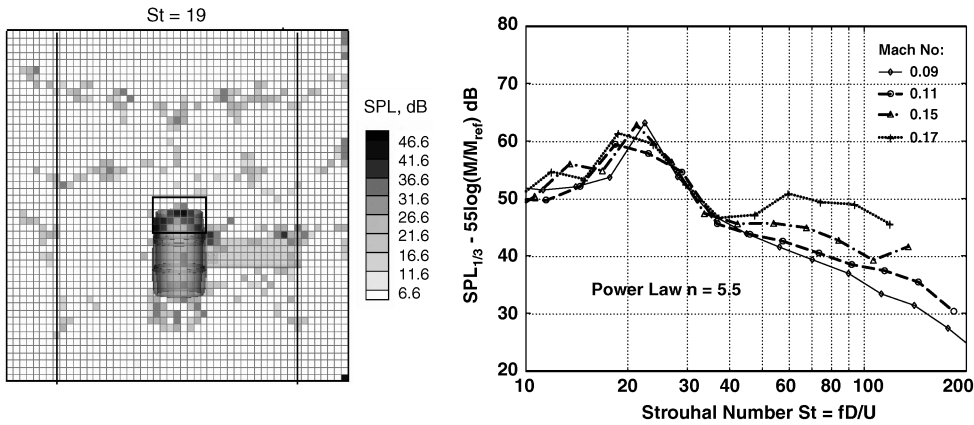 St = 19
SPL, dB
46.6
41.6
36.6
31.6
26.6
21.6
16.6
11.6
6.6
SPL1/3 - 55log(M/Mref) dB
80
70
60
50
40
30
20
Mach No:
0.09
0.11
0.15
0.17
Power Law n = 5.5
10 20 30 40 60 80 100 200
Strouhal Number St = fD/U